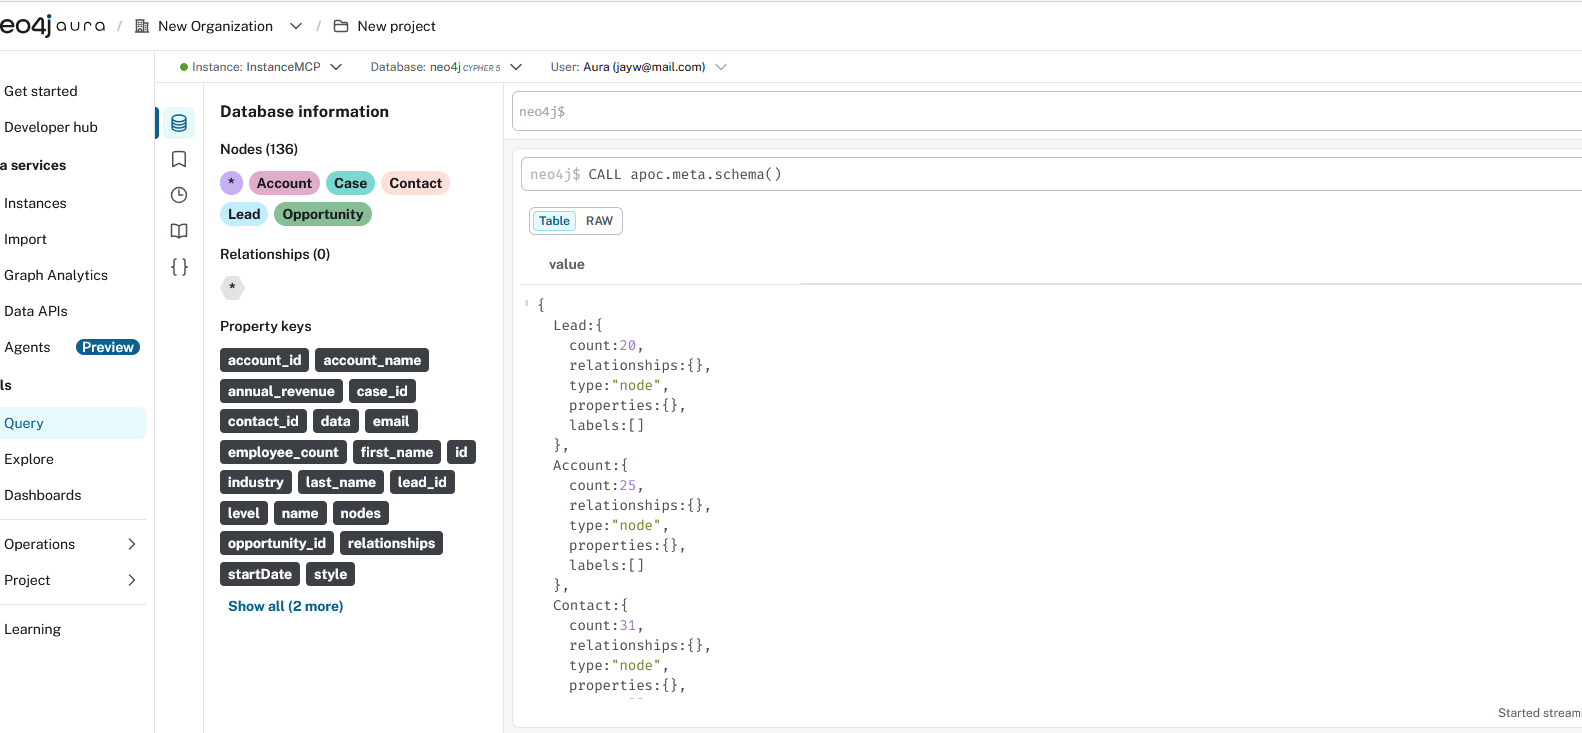 eo4j aura / New Organization / New project
Instance: InstanceMCP Database: neo4j CYPHER 5 User: Aura (jayw@mail.com)
Get started
Developer hub
a services
Instances
Import
Graph Analytics
Data APIs
Agents Preview
ls
Query
Explore
Dashboards
Operations
Project
Learning
Database information
Nodes (136)
* Account Case Contact
Lead Opportunity
Relationships (0)
*
Property keys
account_id account_name
annual_revenue case_id
contact_id data email
employee_count first_name id
industry last_name lead_id
level name nodes
opportunity_id relationships
startDate style
Show all (2 more)
neo4j$
neo4j$ CALL apoc.meta.schema()
Table RAW
value
1 {
Lead:{
count:20,
relationships:{},
type:"node",
properties:{},
labels:[]
},
Account:{
count:25,
relationships:{},
type:"node",
properties:{},
labels:[]
},
Contact:{
count:31,
relationships:{},
type:"node",
properties:{},
Started stream